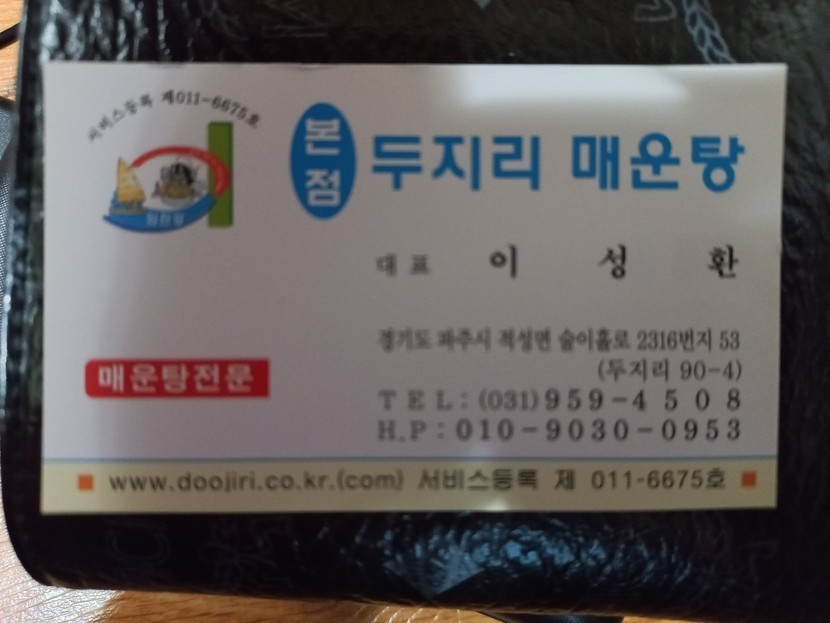 서비스등록 제011-6675호
임진강
본점 두지리 매운탕
대표 이성환
경기도 파주시 적성면 술이홀로 2316번지 53
(두지리 90-4)
매운탕전문
TEL:(031)959-4508
H.P:010-9030-0953
www.doojiri.co.kr.(com) 서비스등록 제 011-6675호